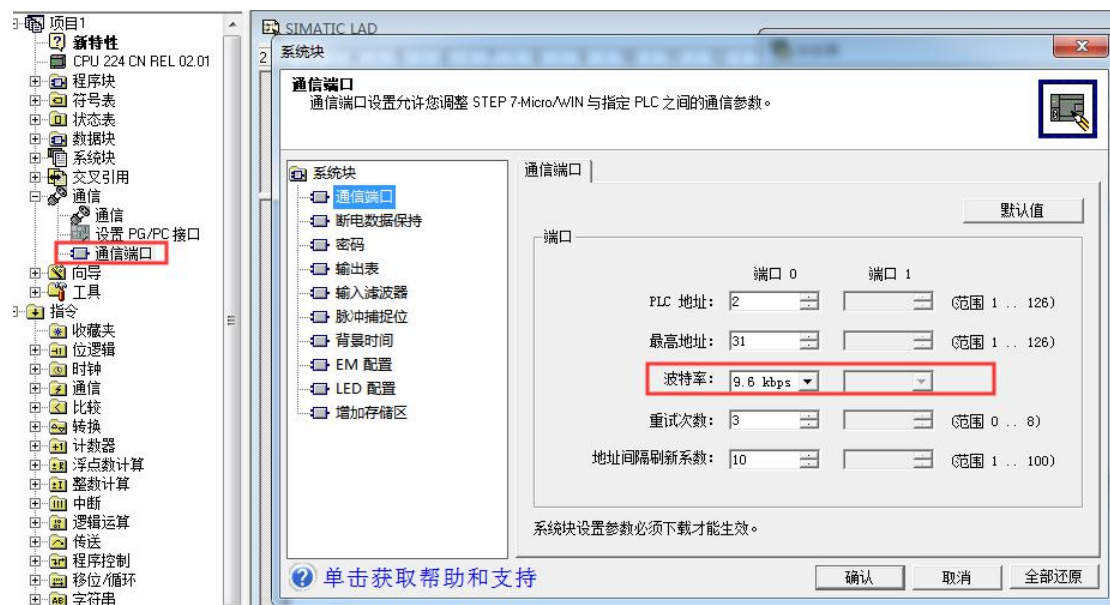 项目1
新特性
CPU 224 CN REL 02.01
程序块
符号表
状态表
数据块
系统块
交叉引用
通信
通信
设置 PG/PC 接口
通信端口
向导
工具
指令
收藏夹
位逻辑
时钟
通信
比较
转换
计数器
浮点数计算
整数计算
中断
逻辑运算
传送
程序控制
移位/循环
字符串
SIMATIC LAD
2
系统块
通信端口
通信端口设置允许您调整 STEP 7-Micro/WIN 与指定 PLC 之间的通信参数。
系统块
通信端口
断电数据保持
密码
输出表
输入滤波器
脉冲捕捉位
背景时间
EM 配置
LED 配置
增加存储区
通信端口
默认值
端口
端口 0 端口 1
PLC 地址: 2 (范围 1 .. 126)
最高地址: 31 (范围 1 .. 126)
波特率: 9.6 kbps
重试次数: 3 (范围 0 .. 8)
地址间隔刷新系数: 10 (范围 1 .. 100)
系统块设置参数必须下载才能生效。
单击获取帮助和支持
确认 取消 全部还原